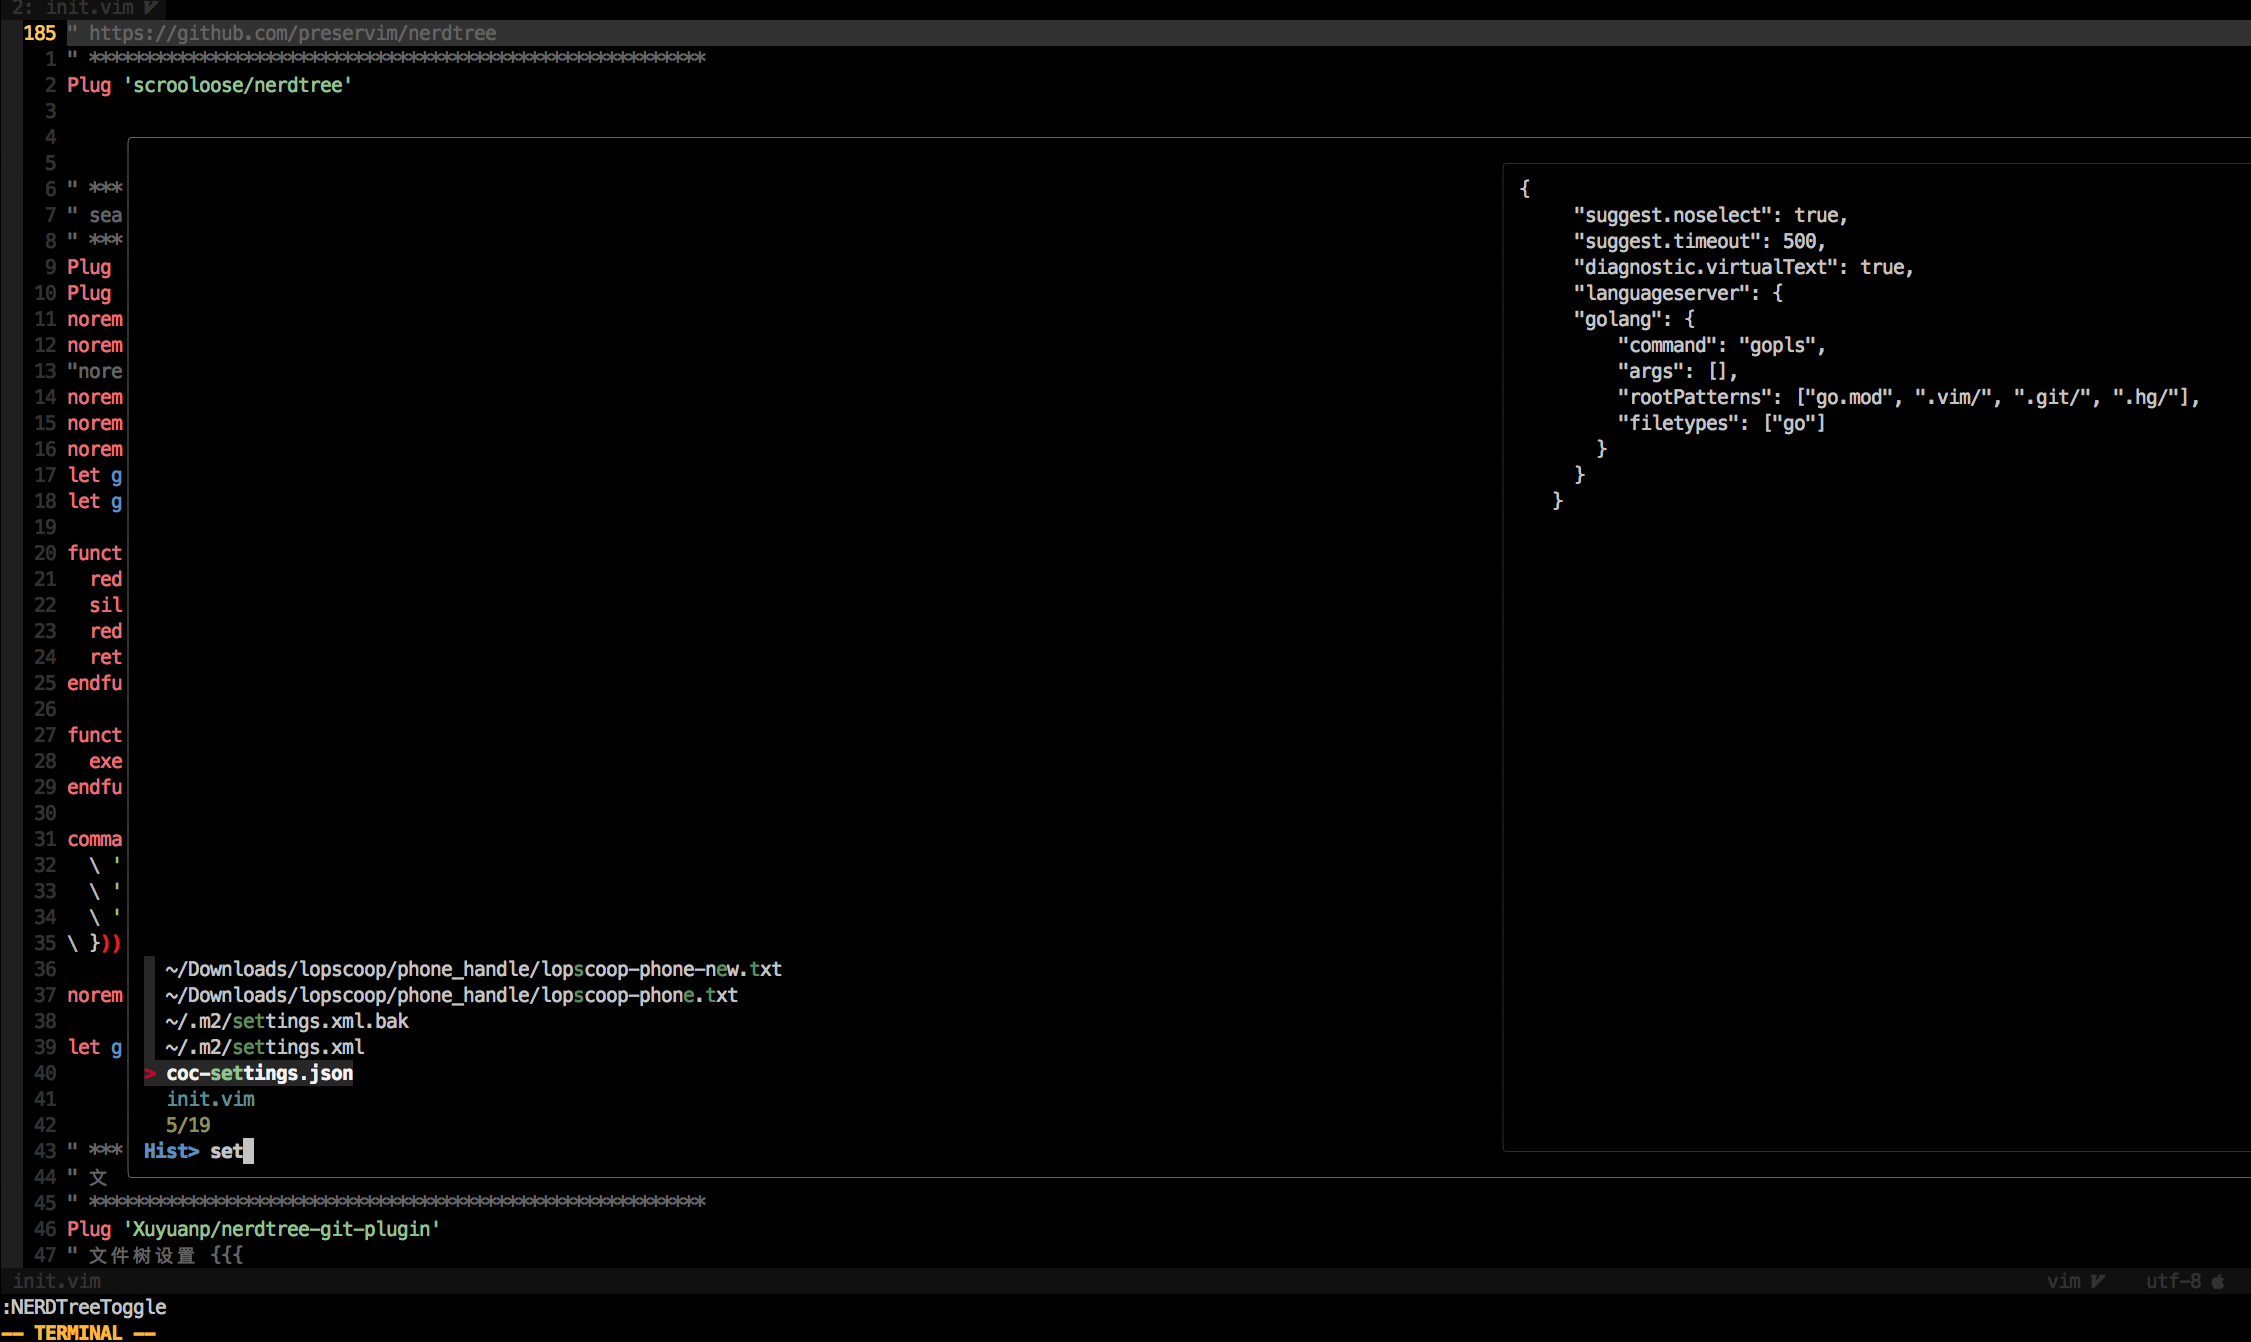 2: init.vim
185 " https://github.com/preservim/nerdtree
1 " ********************************************************
2 Plug 'scrooloose/nerdtree'
3
4
5
6 " ***
7 " sea
8 " ***
9 Plug
10 Plug
11 norem
12 norem
13 "nore
14 norem
15 norem
16 norem
17 let g
18 let g
19
20 funct
21 red
22 sil
23 red
24 ret
25 endfu
26
27 funct
28 exe
29 endfu
30
31 comma
32 \ '
33 \ '
34 \ '
35 \ }))
36
37 norem
38
39 let g
40
41
42
43 " ***
44 " 文
45 " ********************************************************
46 Plug 'Xuyuanp/nerdtree-git-plugin'
47 " 文件树设置 {{{
{
"suggest.noselect": true,
"suggest.timeout": 500,
"diagnostic.virtualText": true,
"languageserver": {
"golang": {
"command": "gopls",
"args": [],
"rootPatterns": ["go.mod", ".vim/", ".git/", ".hg/"],
"filetypes": ["go"]
}
}
}
~/Downloads/lopscoop/phone_handle/lopscoop-phone-new.txt
~/Downloads/lopscoop/phone_handle/lopscoop-phone.txt
~/.m2/settings.xml.bak
~/.m2/settings.xml
> coc-settings.json
init.vim
5/19
Hist> set
init.vim
vim utf-8
:NERDTreeToggle
-- TERMINAL --